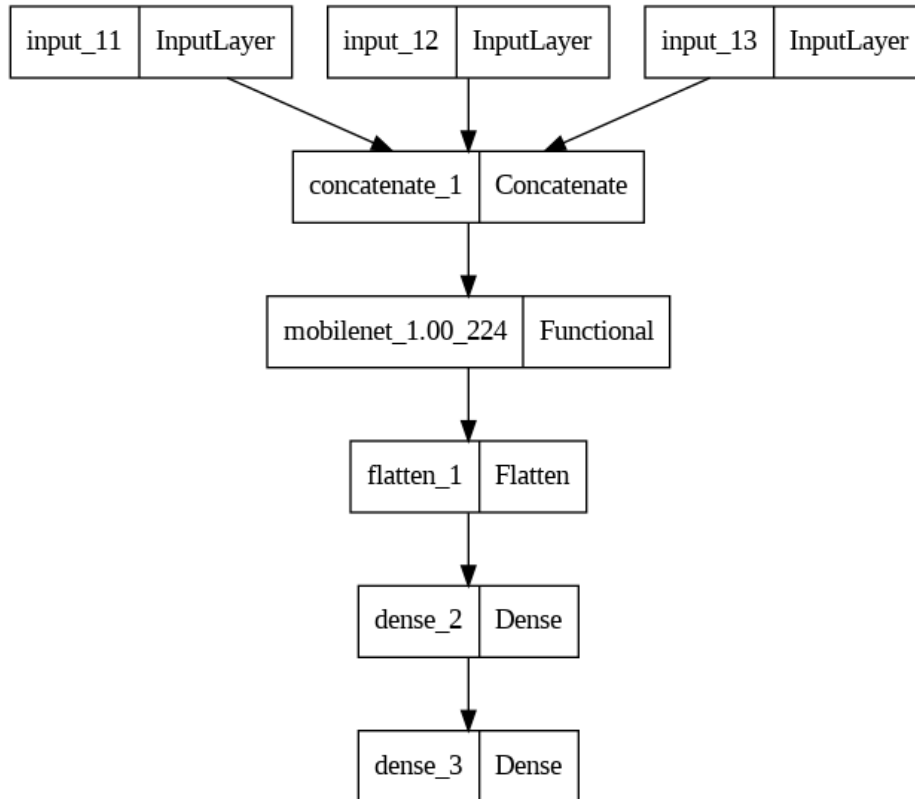 input_11 InputLayer input_12 InputLayer input_13 InputLayer
concatenate_1 Concatenate
mobilenet_1.00_224 Functional
flatten_1 Flatten
dense_2 Dense
dense_3 Dense